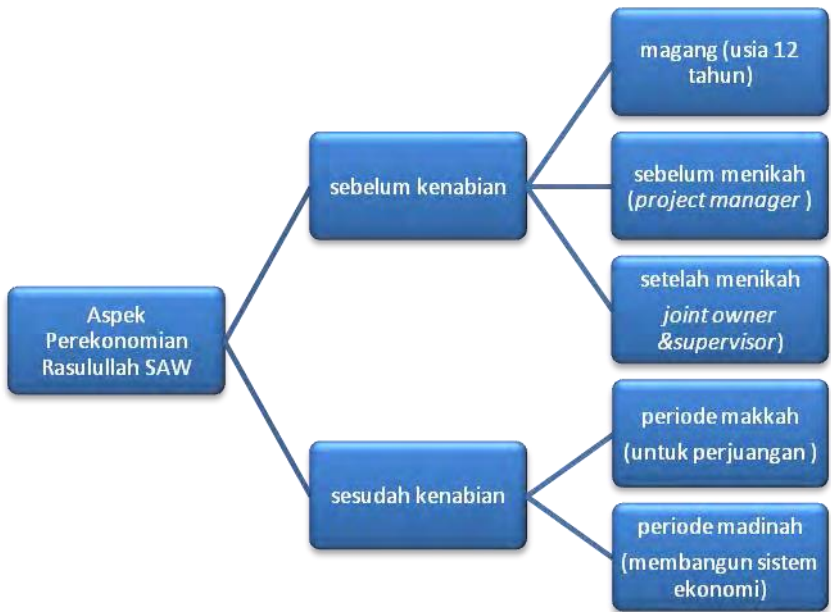 Aspek
Perekonomian
Rasulullah SAW
sebelum kenabian
magang (usia 12
tahun)
sebelum menikah
(project manager )
setelah menikah
joint owner
&supervisor)
sesudah kenabian
periode makkah
(untuk perjuangan )
periode madinah
(membangun sistem
ekonomi)